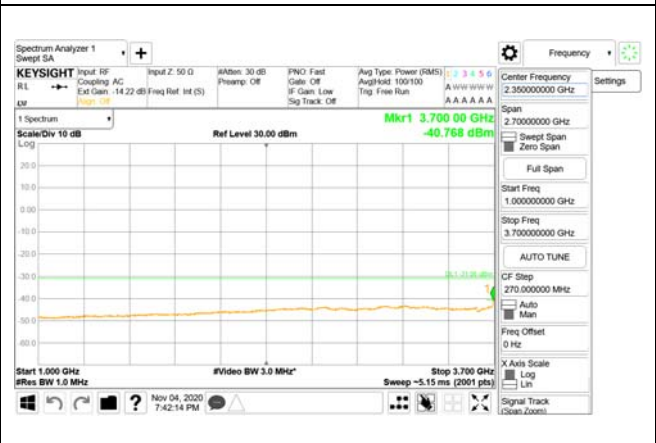 Spectrum Analyzer 1
Swept SA
Frequency
KEYSIGHT Input: RF Input Z: 50 Ω #Atten: 30 dB PNO: Fast Avg Type: Power (RMS) 1 2 3 4 5 6
RL Coupling: AC Preamp: Off Gate: Off Avg|Hold: 100/100 A W W W W W
Ext Gain: -14.22 dB Freq Ref: Int (S) IF Gain: Low Trig: Free Run
Align: Off Sig Track: Off A A A A A A
Settings
1 Spectrum
Mkr1 3.700 00 GHz
Scale/Div 10 dB Ref Level 30.00 dBm -40.768 dBm
Log
20.0
10.0
0.00
-10.0
-20.0
-30.0
-40.0
-50.0
-60.0
1
Start 1.000 GHz #Video BW 3.0 MHz* Stop 3.700 GHz
#Res BW 1.0 MHz Sweep ~5.15 ms (2001 pts)
Nov 04, 2020
7:42:14 PM
Center Frequency
2.350000000 GHz
Span
2.70000000 GHz
Swept Span
Zero Span
Full Span
Start Freq
1.000000000 GHz
Stop Freq
3.700000000 GHz
AUTO TUNE
CF Step
270.000000 MHz
Auto
Man
Freq Offset
0 Hz
X Axis Scale
Log
Lin
Signal Track
(Span Zoom)